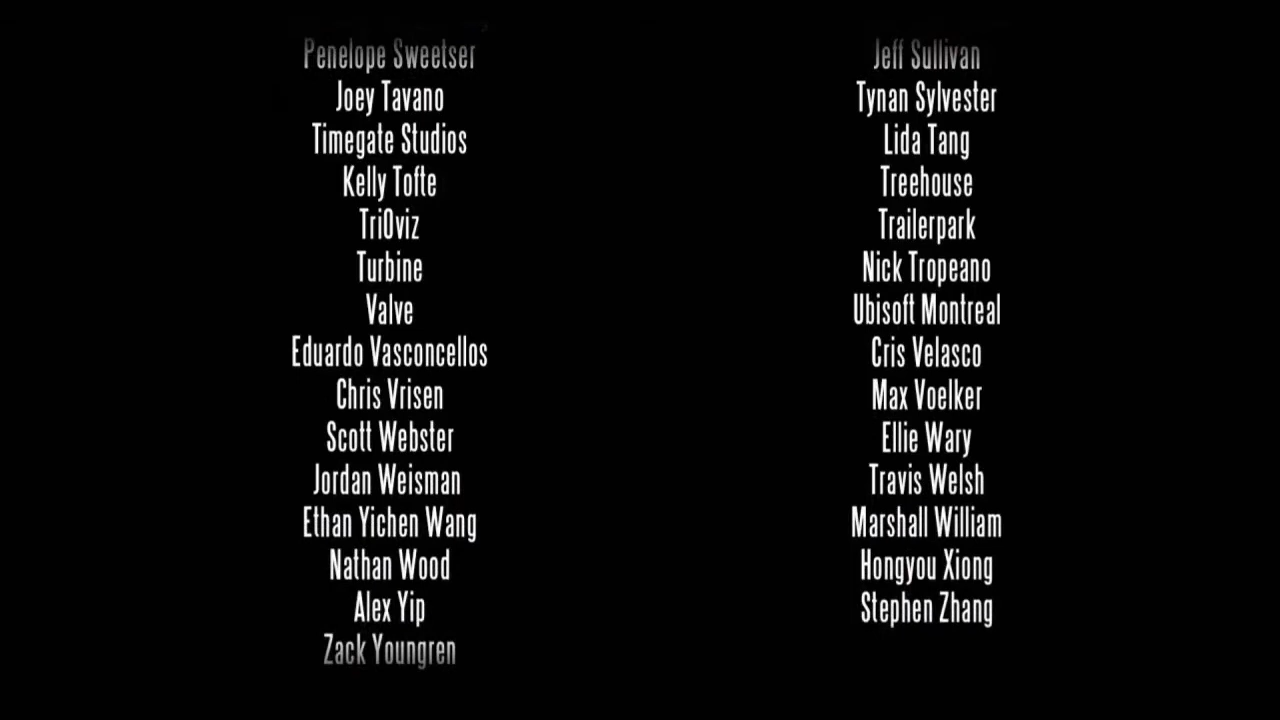 Penelope Sweetser
Joey Tavano
Timegate Studios
Kelly Tofte
TriOviz
Turbine
Valve
Eduardo Vasconcellos
Chris Vrisen
Scott Webster
Jordan Weisman
Ethan Yichen Wang
Nathan Wood
Alex Yip
Zack Youngren
Jeff Sullivan
Tynan Sylvester
Lida Tang
Treehouse
Trailerpark
Nick Tropeano
Ubisoft Montreal
Cris Velasco
Max Voelker
Ellie Wary
Travis Welsh
Marshall William
Hongyou Xiong
Stephen Zhang